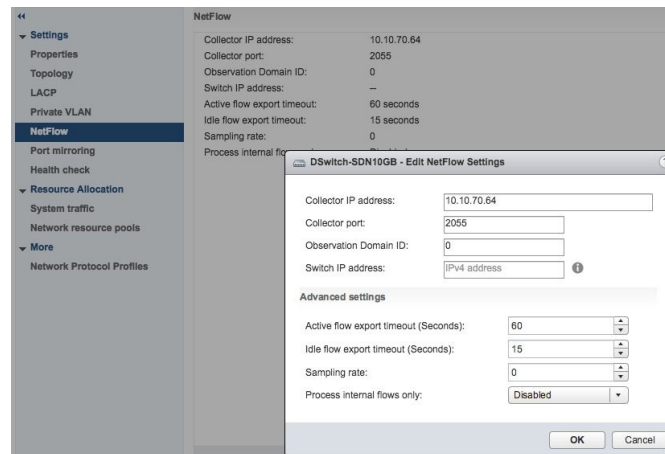 NetFlow
Settings
Properties
Topology
LACP
Private VLAN
NetFlow
Port mirroring
Health check
Resource Allocation
System traffic
Network resource pools
More
Network Protocol Profiles
Collector IP address: 10.10.70.64
Collector port: 2055
Observation Domain ID: 0
Switch IP address: --
Active flow export timeout: 60 seconds
Idle flow export timeout: 15 seconds
Sampling rate: 0
Process internal
DSwitch-SDN10GB - Edit NetFlow Settings
Collector IP address: 10.10.70.64
Collector port: 2055
Observation Domain ID: 0
Switch IP address: IPv4 address
Advanced settings
Active flow export timeout (Seconds): 60
Idle flow export timeout (Seconds): 15
Sampling rate: 0
Process internal flows only: Disabled
OK Cancel